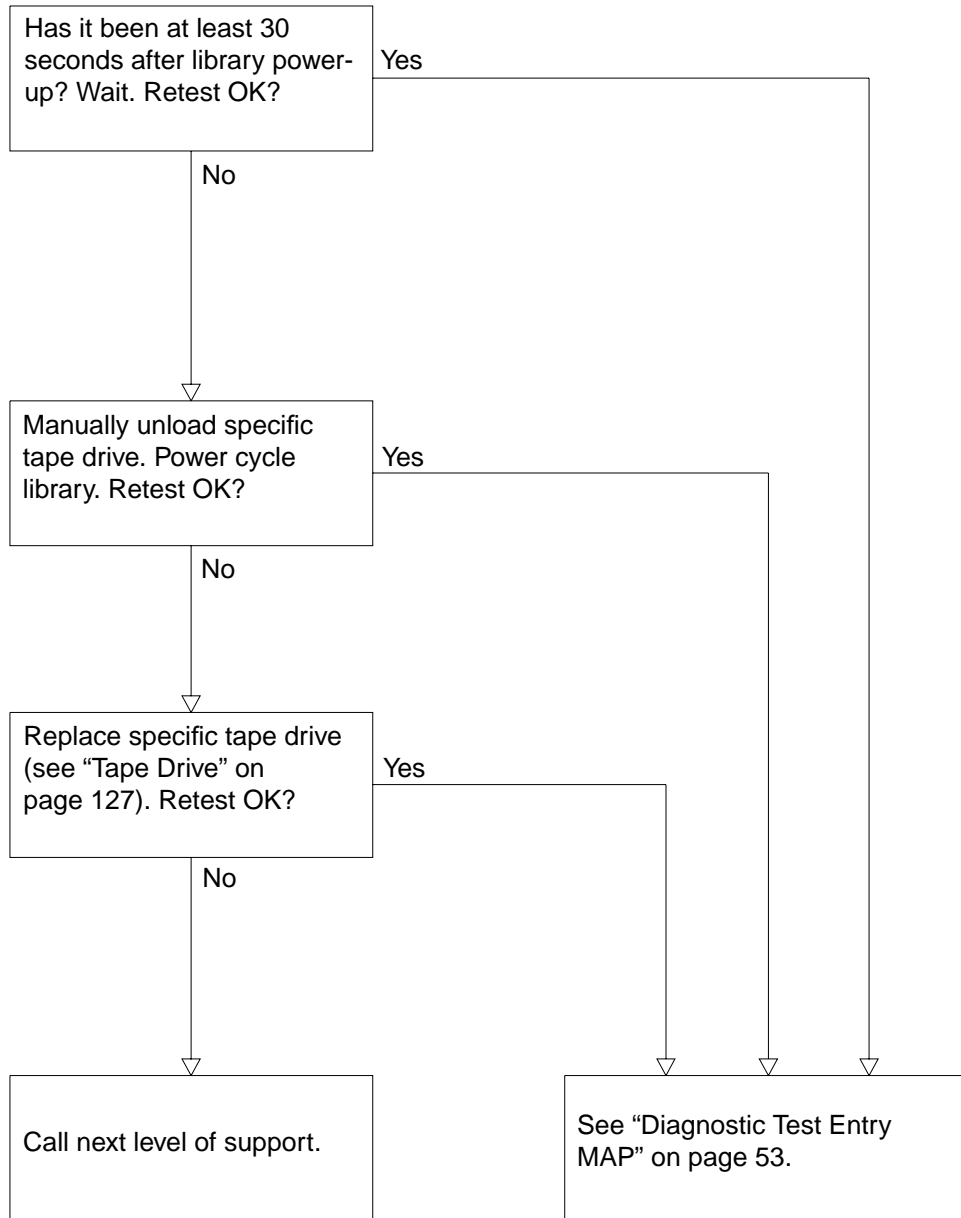 Has it been at least 30
seconds after library power-
up? Wait. Retest OK?
Yes
No
Manually unload specific
tape drive. Power cycle
library. Retest OK?
Yes
No
Replace specific tape drive
(see “Tape Drive” on
page 127). Retest OK?
Yes
No
Call next level of support.
See “Diagnostic Test Entry
MAP” on page 53.